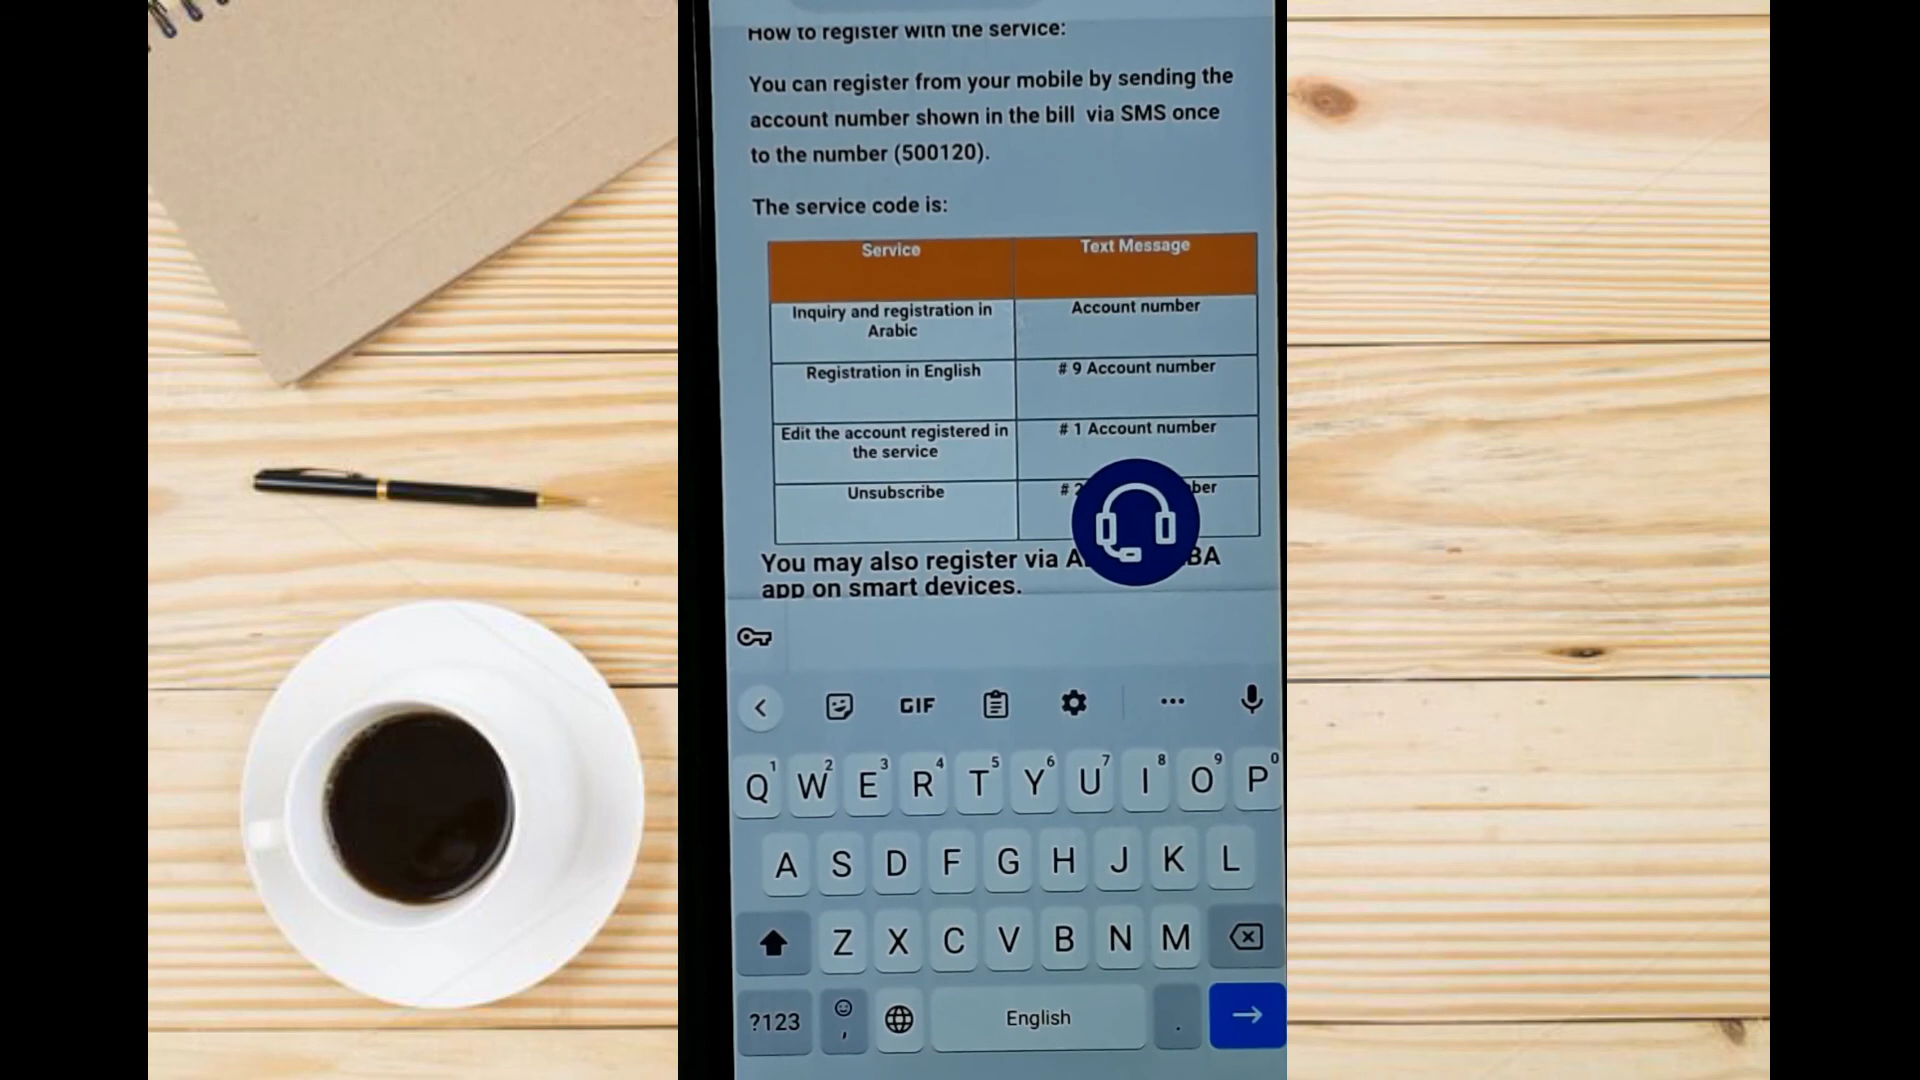 How to register with the service:
You can register from your mobile by sending the
account number shown in the bill via SMS once
to the number (500120).
The service code is:
Service Text Message
Inquiry and registration in
Arabic
Account number
Registration in English # 9 Account number
Edit the account registered in
the service
# 1 Account number
Unsubscribe #
You may also register via
app on smart devices.
GIF
Q1 W2 E3 R4 T5 Y6 U7 I8 O9 P0
A S D F G H J K L
Z X C V B N M
?123 , English .